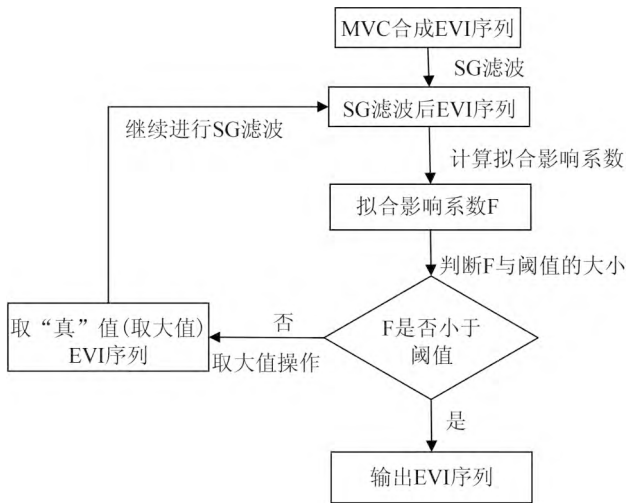 MVC合成EVI序列
SG滤波
SG滤波后EVI序列
继续进行SG滤波
计算拟合影响系数
拟合影响系数F
判断F与阈值的大小
F是否小于
阈值
否
取大值操作
取“真”值(取大值)
EVI序列
是
输出EVI序列